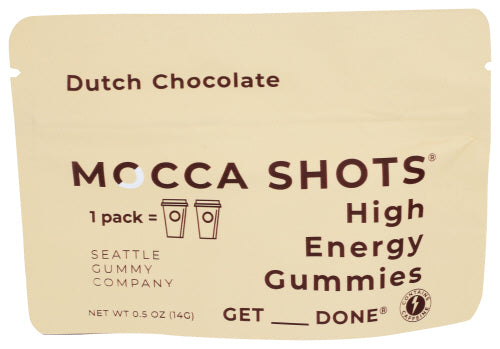 Dutch Chocolate
MOCCA SHOTS®
1 pack =
High
Energy
Gummies
SEATTLE
GUMMY
COMPANY
NET WT 0.5 OZ (14G)
GET ___ DONE®
CONTAINS
CAFFEINE